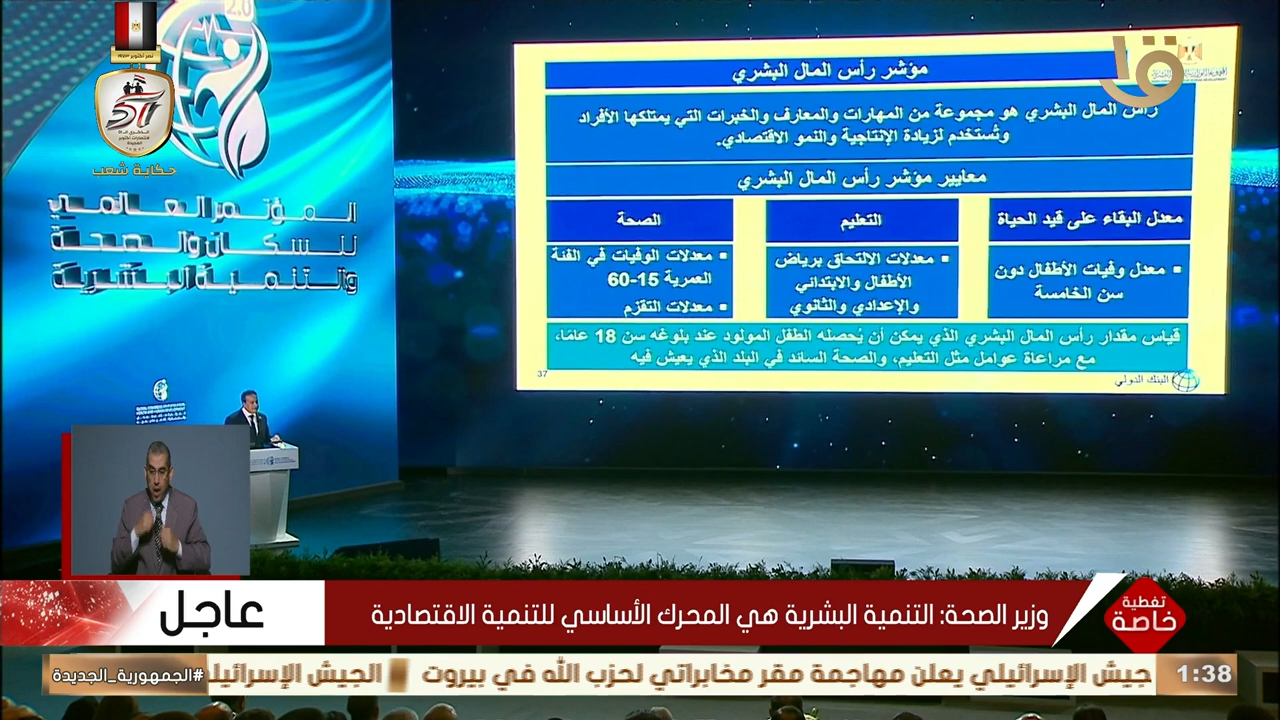 2.0
نصر أكتوبر ١٩٧٣
حكاية شعب
المؤتمر العالمي
للسكان والصحة
والتنمية البشرية
مؤشر رأس المال البشري
رأس المال البشري هو مجموعة من المهارات والمعارف والخبرات التي يمتلكها الأفراد
وتُستخدم لزيادة الإنتاجية والنمو الاقتصادي.
معايير مؤشر رأس المال البشري
معدل البقاء على قيد الحياة
▪ معدل وفيات الأطفال دون
سن الخامسة
التعليم
▪ معدلات الالتحاق برياض
الأطفال والابتدائي
والإعدادي والثانوي
الصحة
▪ معدلات الوفيات في الفئة
العمرية 15-60
▪ معدلات التقزم
قياس مقدار رأس المال البشري الذي يمكن أن يُحصله الطفل المولود عند بلوغه سن 18 عامًا،
مع مراعاة عوامل مثل التعليم، والصحة السائد في البلد الذي يعيش فيه
37
البنك الدولي
تغطية
خاصة
وزير الصحة: التنمية البشرية هي المحرك الأساسي للتنمية الاقتصادية
عاجل
1:38
جيش الإسرائيلي يعلن مهاجمة مقر مخابراتي لحزب الله في بيروت
الجيش الإسرائيل
#الجمهورية_الجديدة